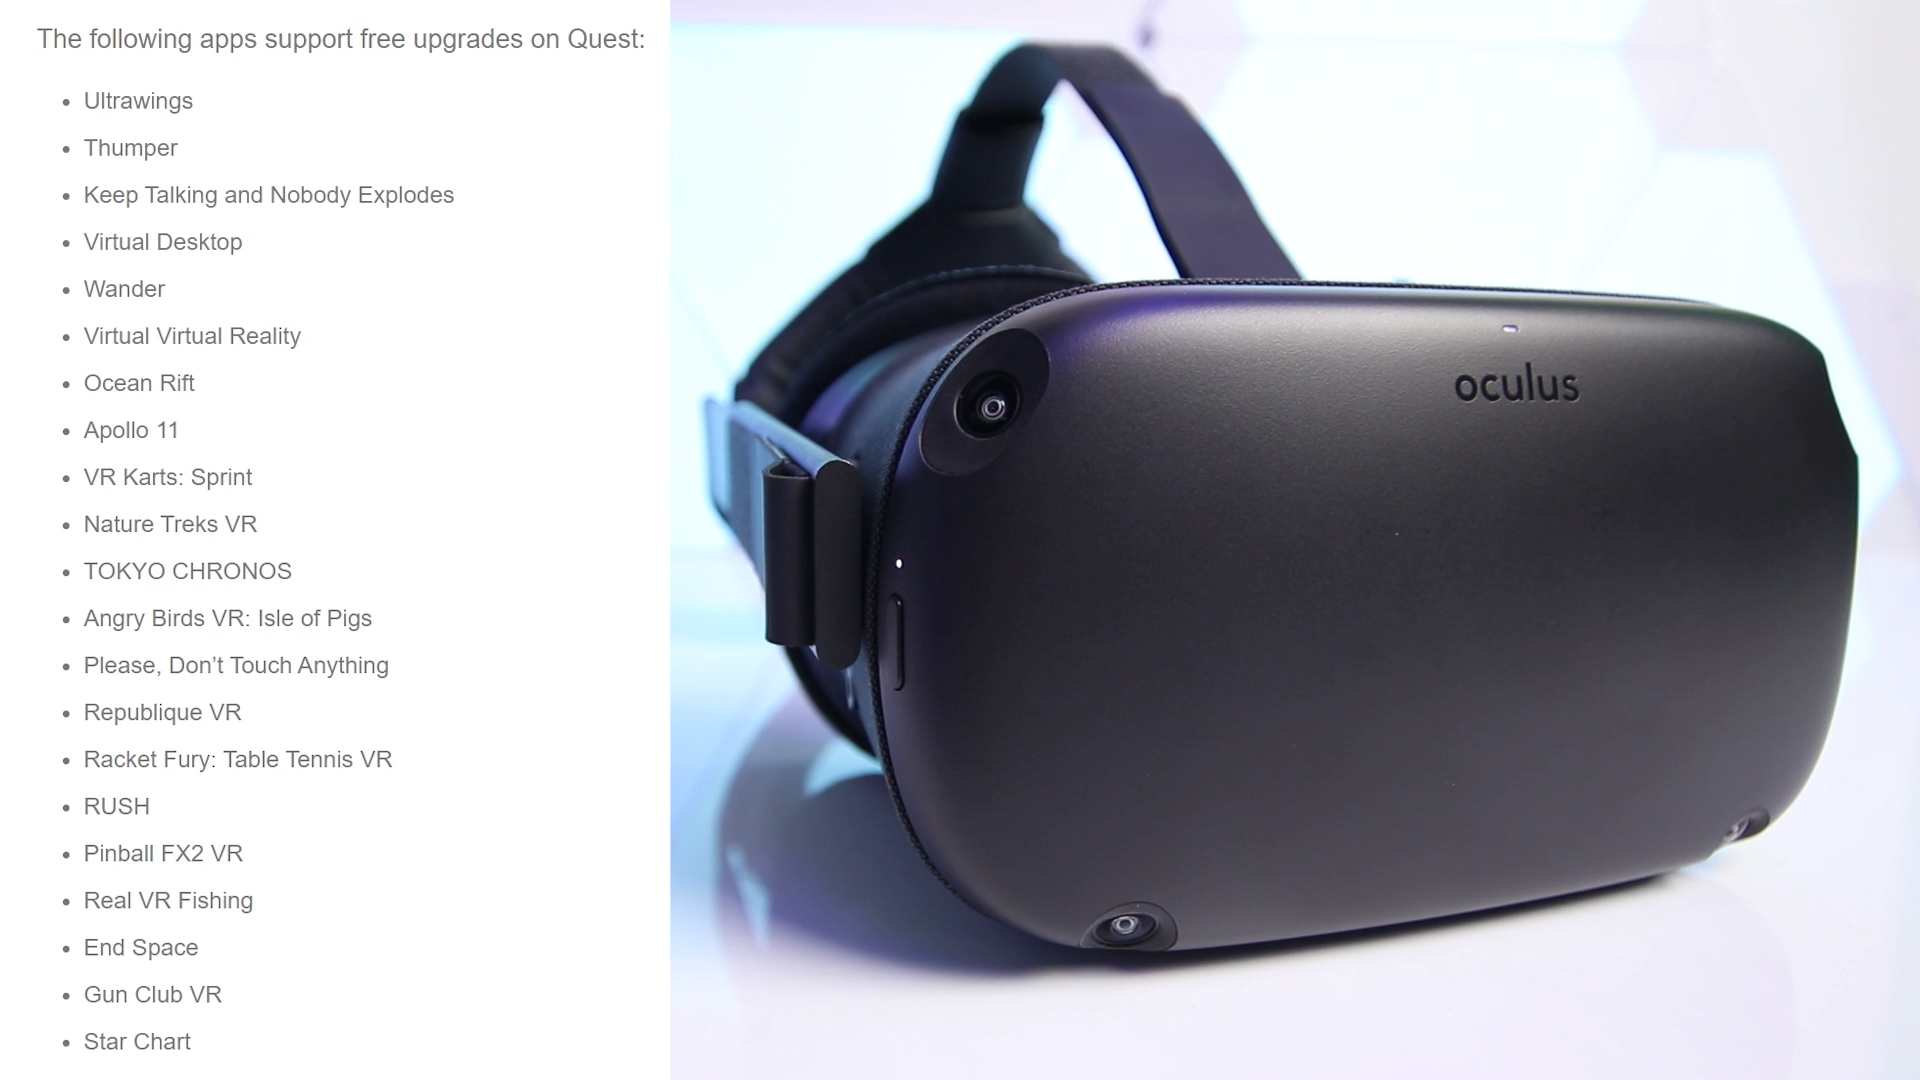 The following apps support free upgrades on Quest:
• Ultrawings
• Thumper
• Keep Talking and Nobody Explodes
• Virtual Desktop
• Wander
• Virtual Virtual Reality
• Ocean Rift
• Apollo 11
• VR Karts: Sprint
• Nature Treks VR
• TOKYO CHRONOS
• Angry Birds VR: Isle of Pigs
• Please, Don’t Touch Anything
• Republique VR
• Racket Fury: Table Tennis VR
• RUSH
• Pinball FX2 VR
• Real VR Fishing
• End Space
• Gun Club VR
• Star Chart
oculus